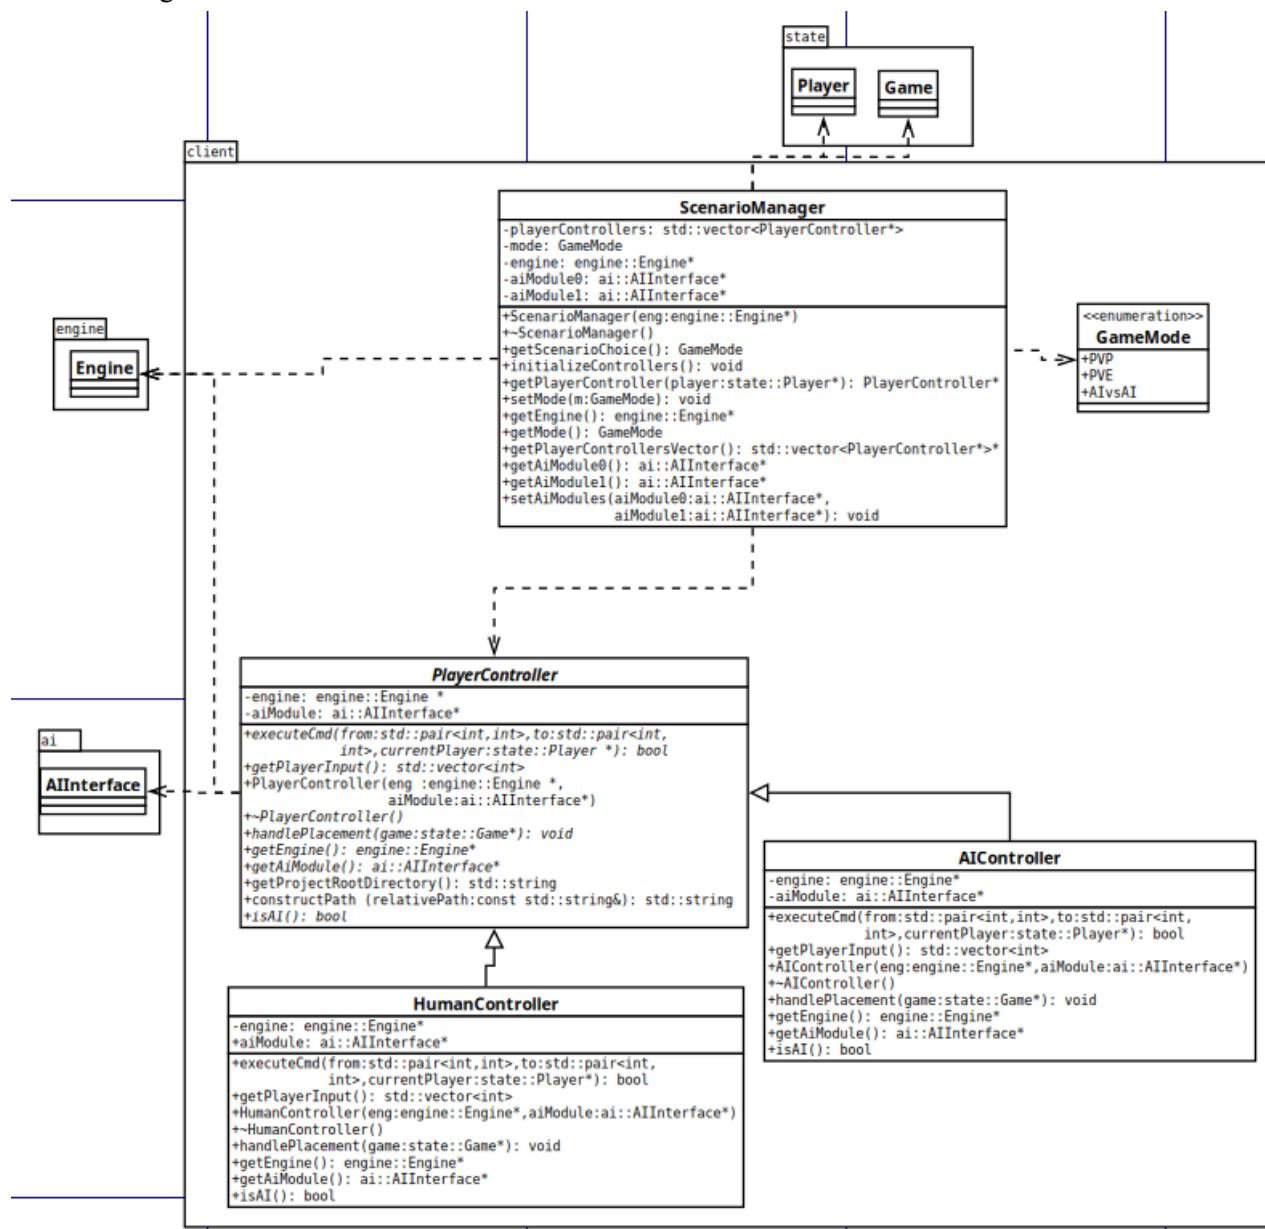 state
Player
Game
client
ScenarioManager
-playerControllers: std::vector<PlayerController*>
-mode: GameMode
-engine: engine::Engine*
-aiModule0: ai::AIInterface*
-aiModule1: ai::AIInterface*
+ScenarioManager(eng:engine::Engine*)
+~ScenarioManager()
+getScenarioChoice(): GameMode
+initializeControllers(): void
+getPlayerController(player:state::Player*): PlayerController*
+setMode(m:GameMode): void
+getEngine(): engine::Engine*
+getMode(): GameMode
+getPlayerControllersVector(): std::vector<PlayerController*>*
+getAiModule0(): ai::AIInterface*
+getAiModule1(): ai::AIInterface*
+setAiModules(aiModule0:ai::AIInterface*,
aiModule1:ai::AIInterface*): void
<<enumeration>>
GameMode
+PVP
+PVE
+AIvsAI
engine
Engine
ai
AIInterface
PlayerController
-engine: engine::Engine *
-aiModule: ai::AIInterface*
+executeCmd(from:std::pair<int,int>,to:std::pair<int,
int>,currentPlayer:state::Player *): bool
+getPlayerInput(): std::vector<int>
+PlayerController(eng :engine::Engine *,
aiModule:ai::AIInterface*)
+~PlayerController()
+handlePlacement(game:state::Game*): void
+getEngine(): engine::Engine*
+getAiModule(): ai::AIInterface*
+getProjectRootDirectory(): std::string
+constructPath (relativePath:const std::string&): std::string
+isAI(): bool
AIController
-engine: engine::Engine*
-aiModule: ai::AIInterface*
+executeCmd(from:std::pair<int,int>,to:std::pair<int,
int>,currentPlayer:state::Player*): bool
+getPlayerInput(): std::vector<int>
+AIController(eng:engine::Engine*,aiModule:ai::AIInterface*)
+~AIController()
+handlePlacement(game:state::Game*): void
+getEngine(): engine::Engine*
+getAiModule(): ai::AIInterface*
+isAI(): bool
HumanController
-engine: engine::Engine*
+aiModule: ai::AIInterface*
+executeCmd(from:std::pair<int,int>,to:std::pair<int,
int>,currentPlayer:state::Player*): bool
+getPlayerInput(): std::vector<int>
+HumanController(eng:engine::Engine*,aiModule:ai::AIInterface*)
+~HumanController()
+handlePlacement(game:state::Game*): void
+getEngine(): engine::Engine*
+getAiModule(): ai::AIInterface*
+isAI(): bool